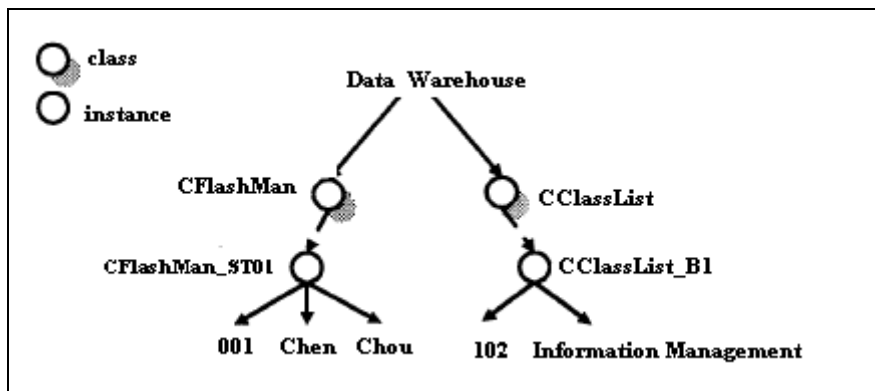 class
instance
Data Warehouse
CFlashMan
CClassList
CFlashMan_ST01
CClassList_B1
001 Chen Chou
102 Information Management